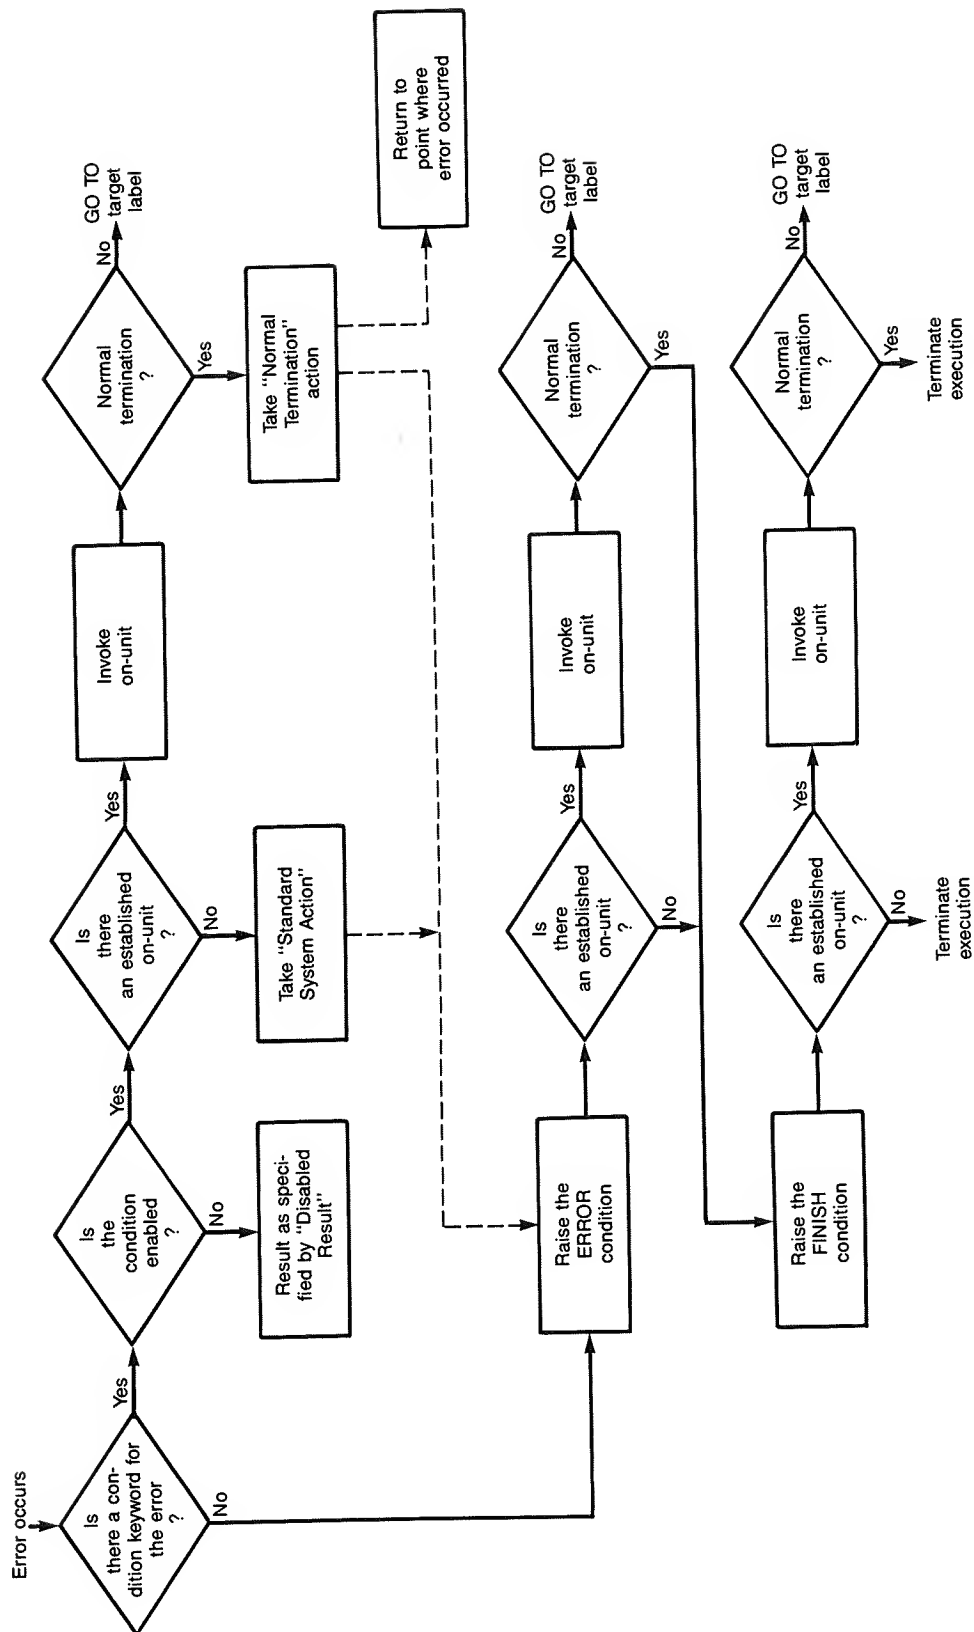 Error occurs
Is
there a con-
dition keyword for
the error
?
Yes
No
Is
the
condition
enabled
?
Yes
No
Result as speci-
fied by "Disabled
Result"
Is
there
an established
on-unit
?
Yes
No
Take "Standard
System Action"
Invoke
on-unit
Normal
termination
?
No
GO TO
target
label
Yes
Take "Normal
Termination"
action
Return to
point where
error occurred
Raise the
ERROR
condition
Is
there
an established
on-unit
?
Yes
No
Invoke
on-unit
Normal
termination
?
No
GO TO
target
label
Yes
Raise the
FINISH
condition
Is
there
an established
on-unit
?
Yes
No
Terminate
execution
Invoke
on-unit
Normal
termination
?
No
GO TO
target
label
Yes
Terminate
execution